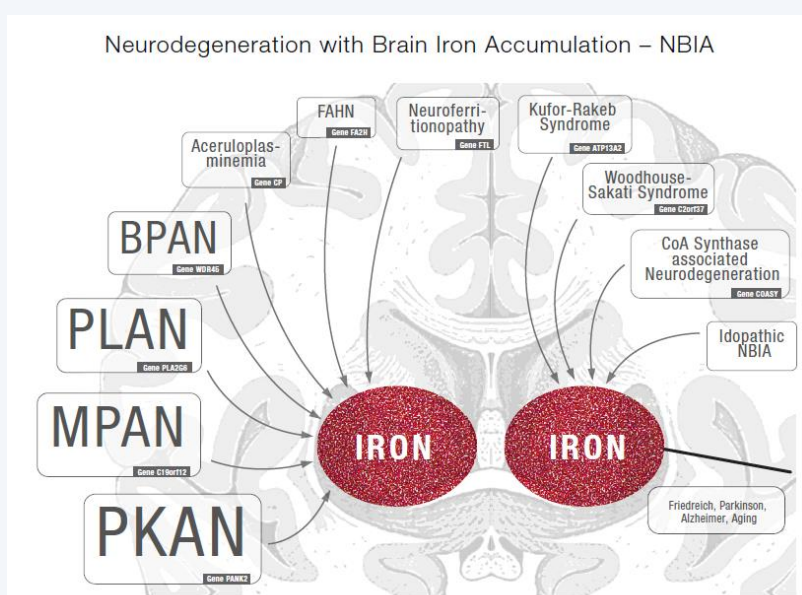 Neurodegeneration with Brain Iron Accumulation – NBIA
FAHN
Gene FA2H
Neuroferri-
tionopathy
Gene FTL
Kufor-Rakeb
Syndrome
Gene ATP13A2
Aceruloplas-
minemia
Gene CP
Woodhouse-
Sakati Syndrome
Gene C2orf37
BPAN
Gene WDR45
CoA Synthase
associated
Neurodegeneration
Gene COASY
PLAN
Gene PLA2G6
Idopathic
NBIA
MPAN
Gene C19orf12
IRON
IRON
PKAN
Gene PANK2
Friedreich, Parkinson,
Alzheimer, Aging